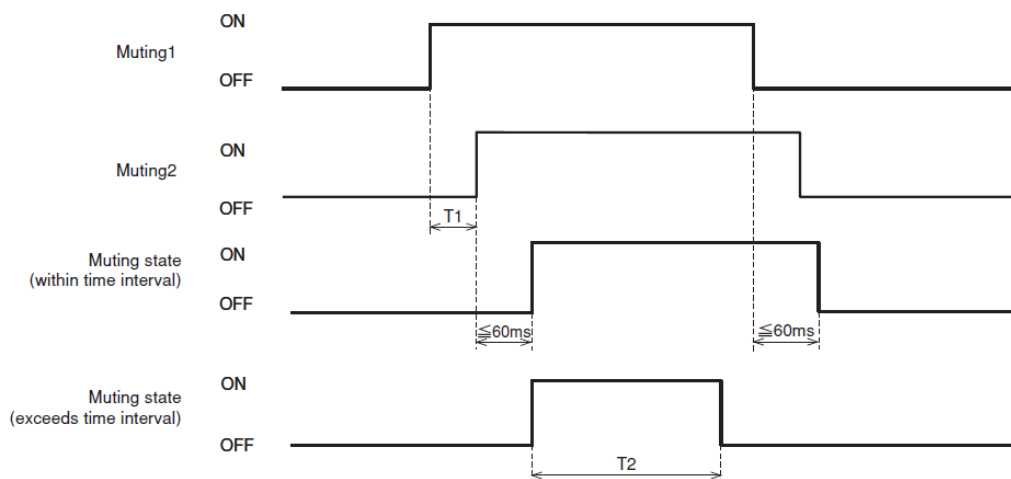 ON
Muting1
OFF
ON
Muting2
OFF
T1
Muting state
(within time interval)
ON
OFF
≦60ms
≦60ms
Muting state
(exceeds time interval)
ON
OFF
T2